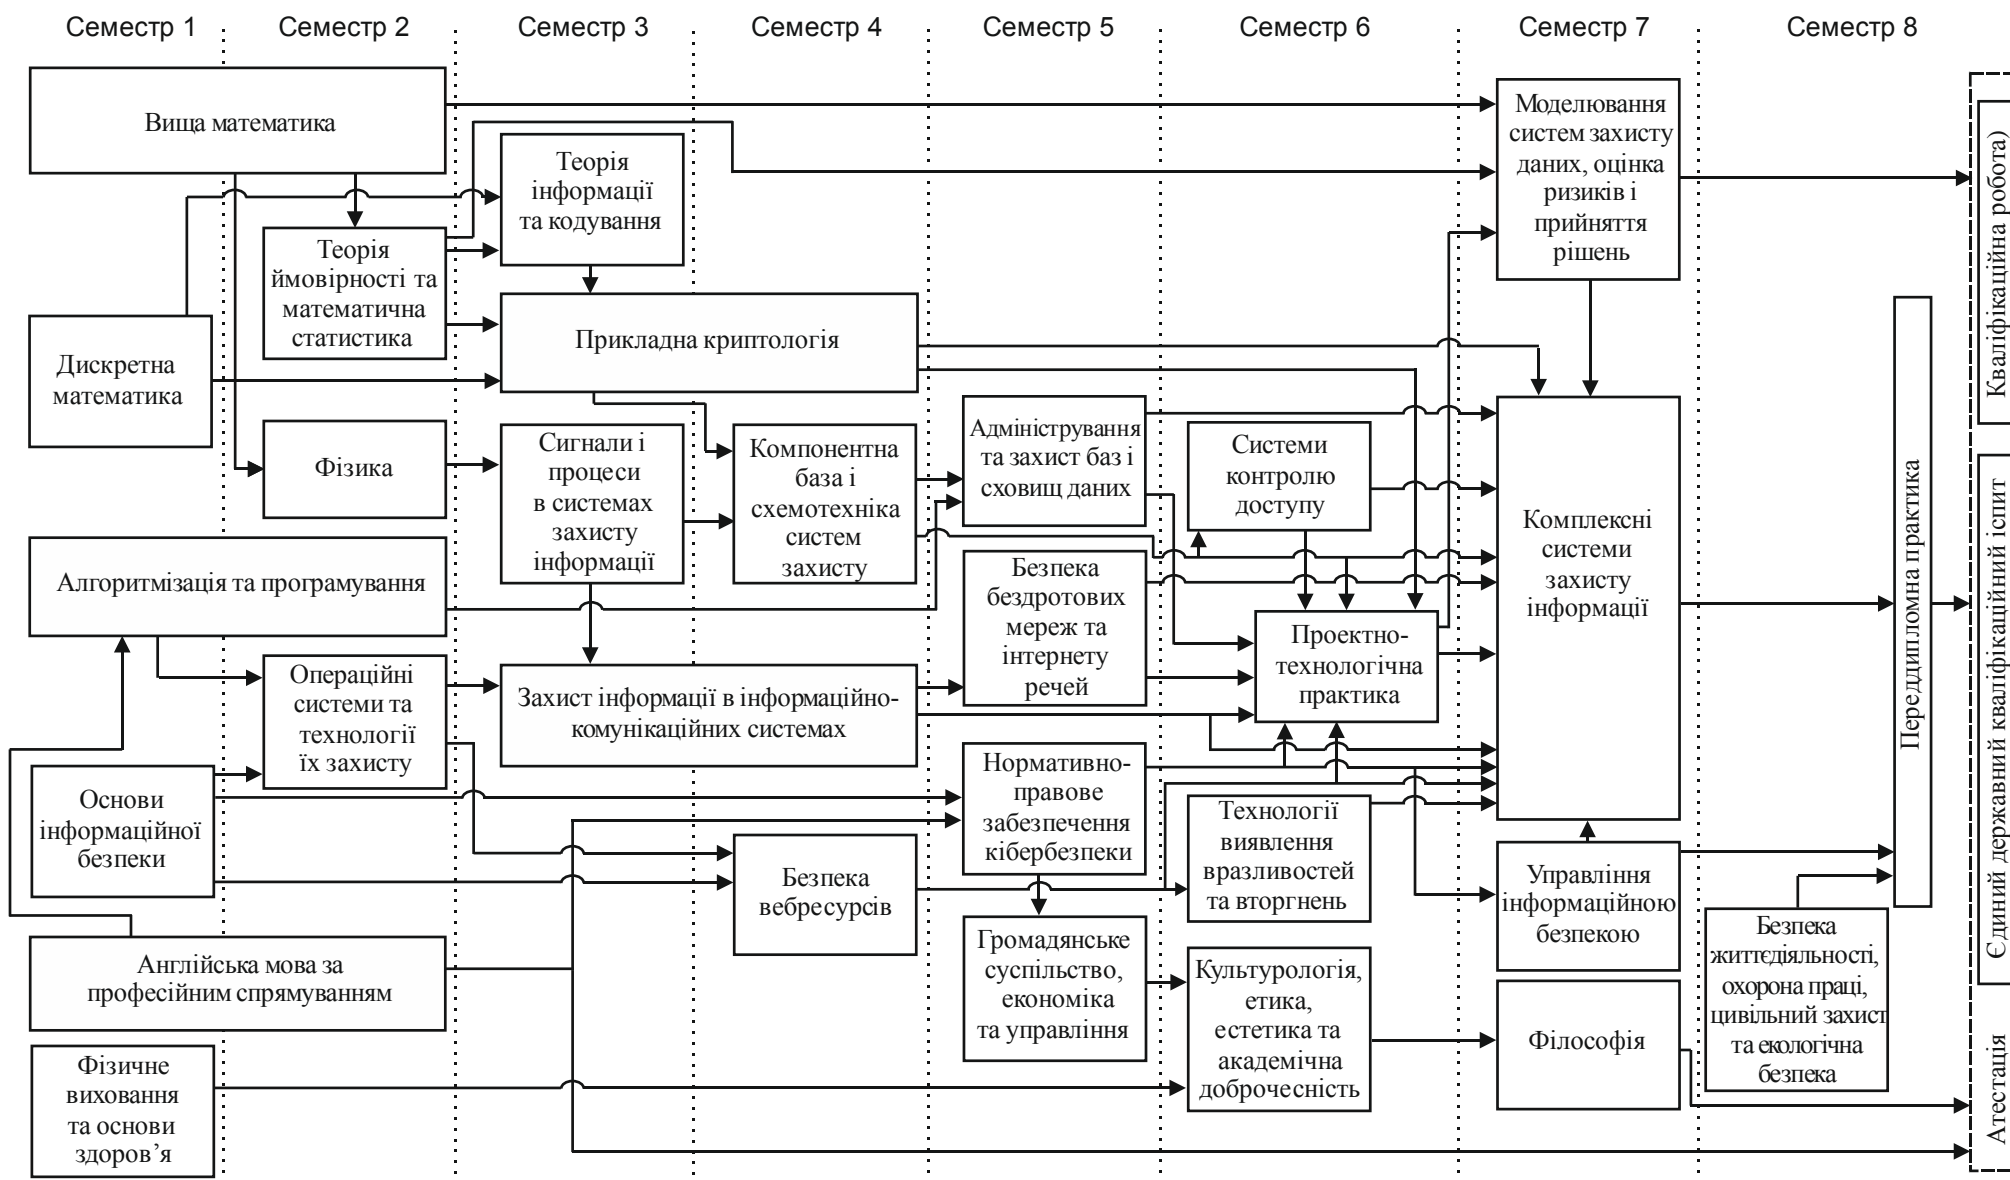 Семестр 1
Семестр 2
Семестр 3
Семестр 4
Семестр 5
Семестр 6
Семестр 7
Семестр 8
Вища математика
Дискретна
математика
Алгоритмізація та програмування
Основи
інформаційної
безпеки
Англійська мова за
професійним спрямуванням
Фізичне
виховання
та основи
здоров’я
Теорія
ймовірності та
математична
статистика
Фізика
Операційні
системи та
технології
їх захисту
Теорія
інформації
та кодування
Прикладна криптологія
Сигнали і
процеси
в системах
захисту
інформації
Захист інформації в інформаційно-
комунікаційних системах
Компонентна
база і
схемотехніка
систем
захисту
Безпека
вебресурсів
Адміністрування
та захист баз і
сховищ даних
Безпека
бездротових
мереж та
інтернету
речей
Нормативно-
правове
забезпечення
кібербезпеки
Громадянське
суспільство,
економіка
та управління
Системи
контролю
доступу
Проектно-
технологічна
практика
Технології
виявлення
вразливостей
та вторгнень
Культурологія,
етика,
естетика та
академічна
доброчесність
Моделювання
систем захисту
даних, оцінка
ризиків і
прийняття
рішень
Комплексні
системи
захисту
інформації
Управління
інформаційною
безпекою
Філософія
Переддипломна практика
Безпека
життєдіяльності,
охорона праці,
цивільний захист
та екологічна
безпека
Кваліфікаційна робота)
Єдиний державний кваліфікаційний іспит
Атестація